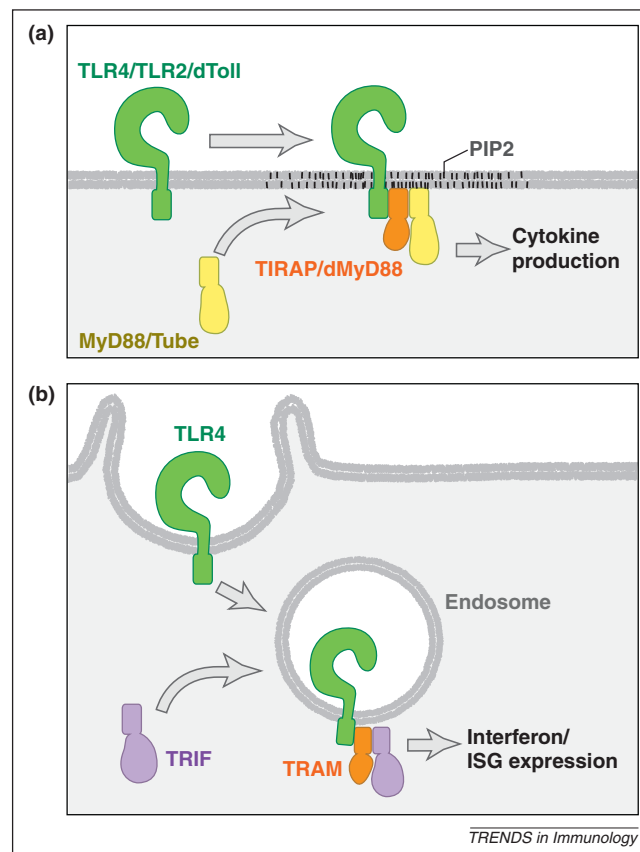 (a)
TLR4/TLR2/dToll
PIP2
TIRAP/dMyD88
Cytokine
production
MyD88/Tube
(b)
TLR4
Endosome
TRIF
TRAM
Interferon/
ISG expression
TRENDS in Immunology